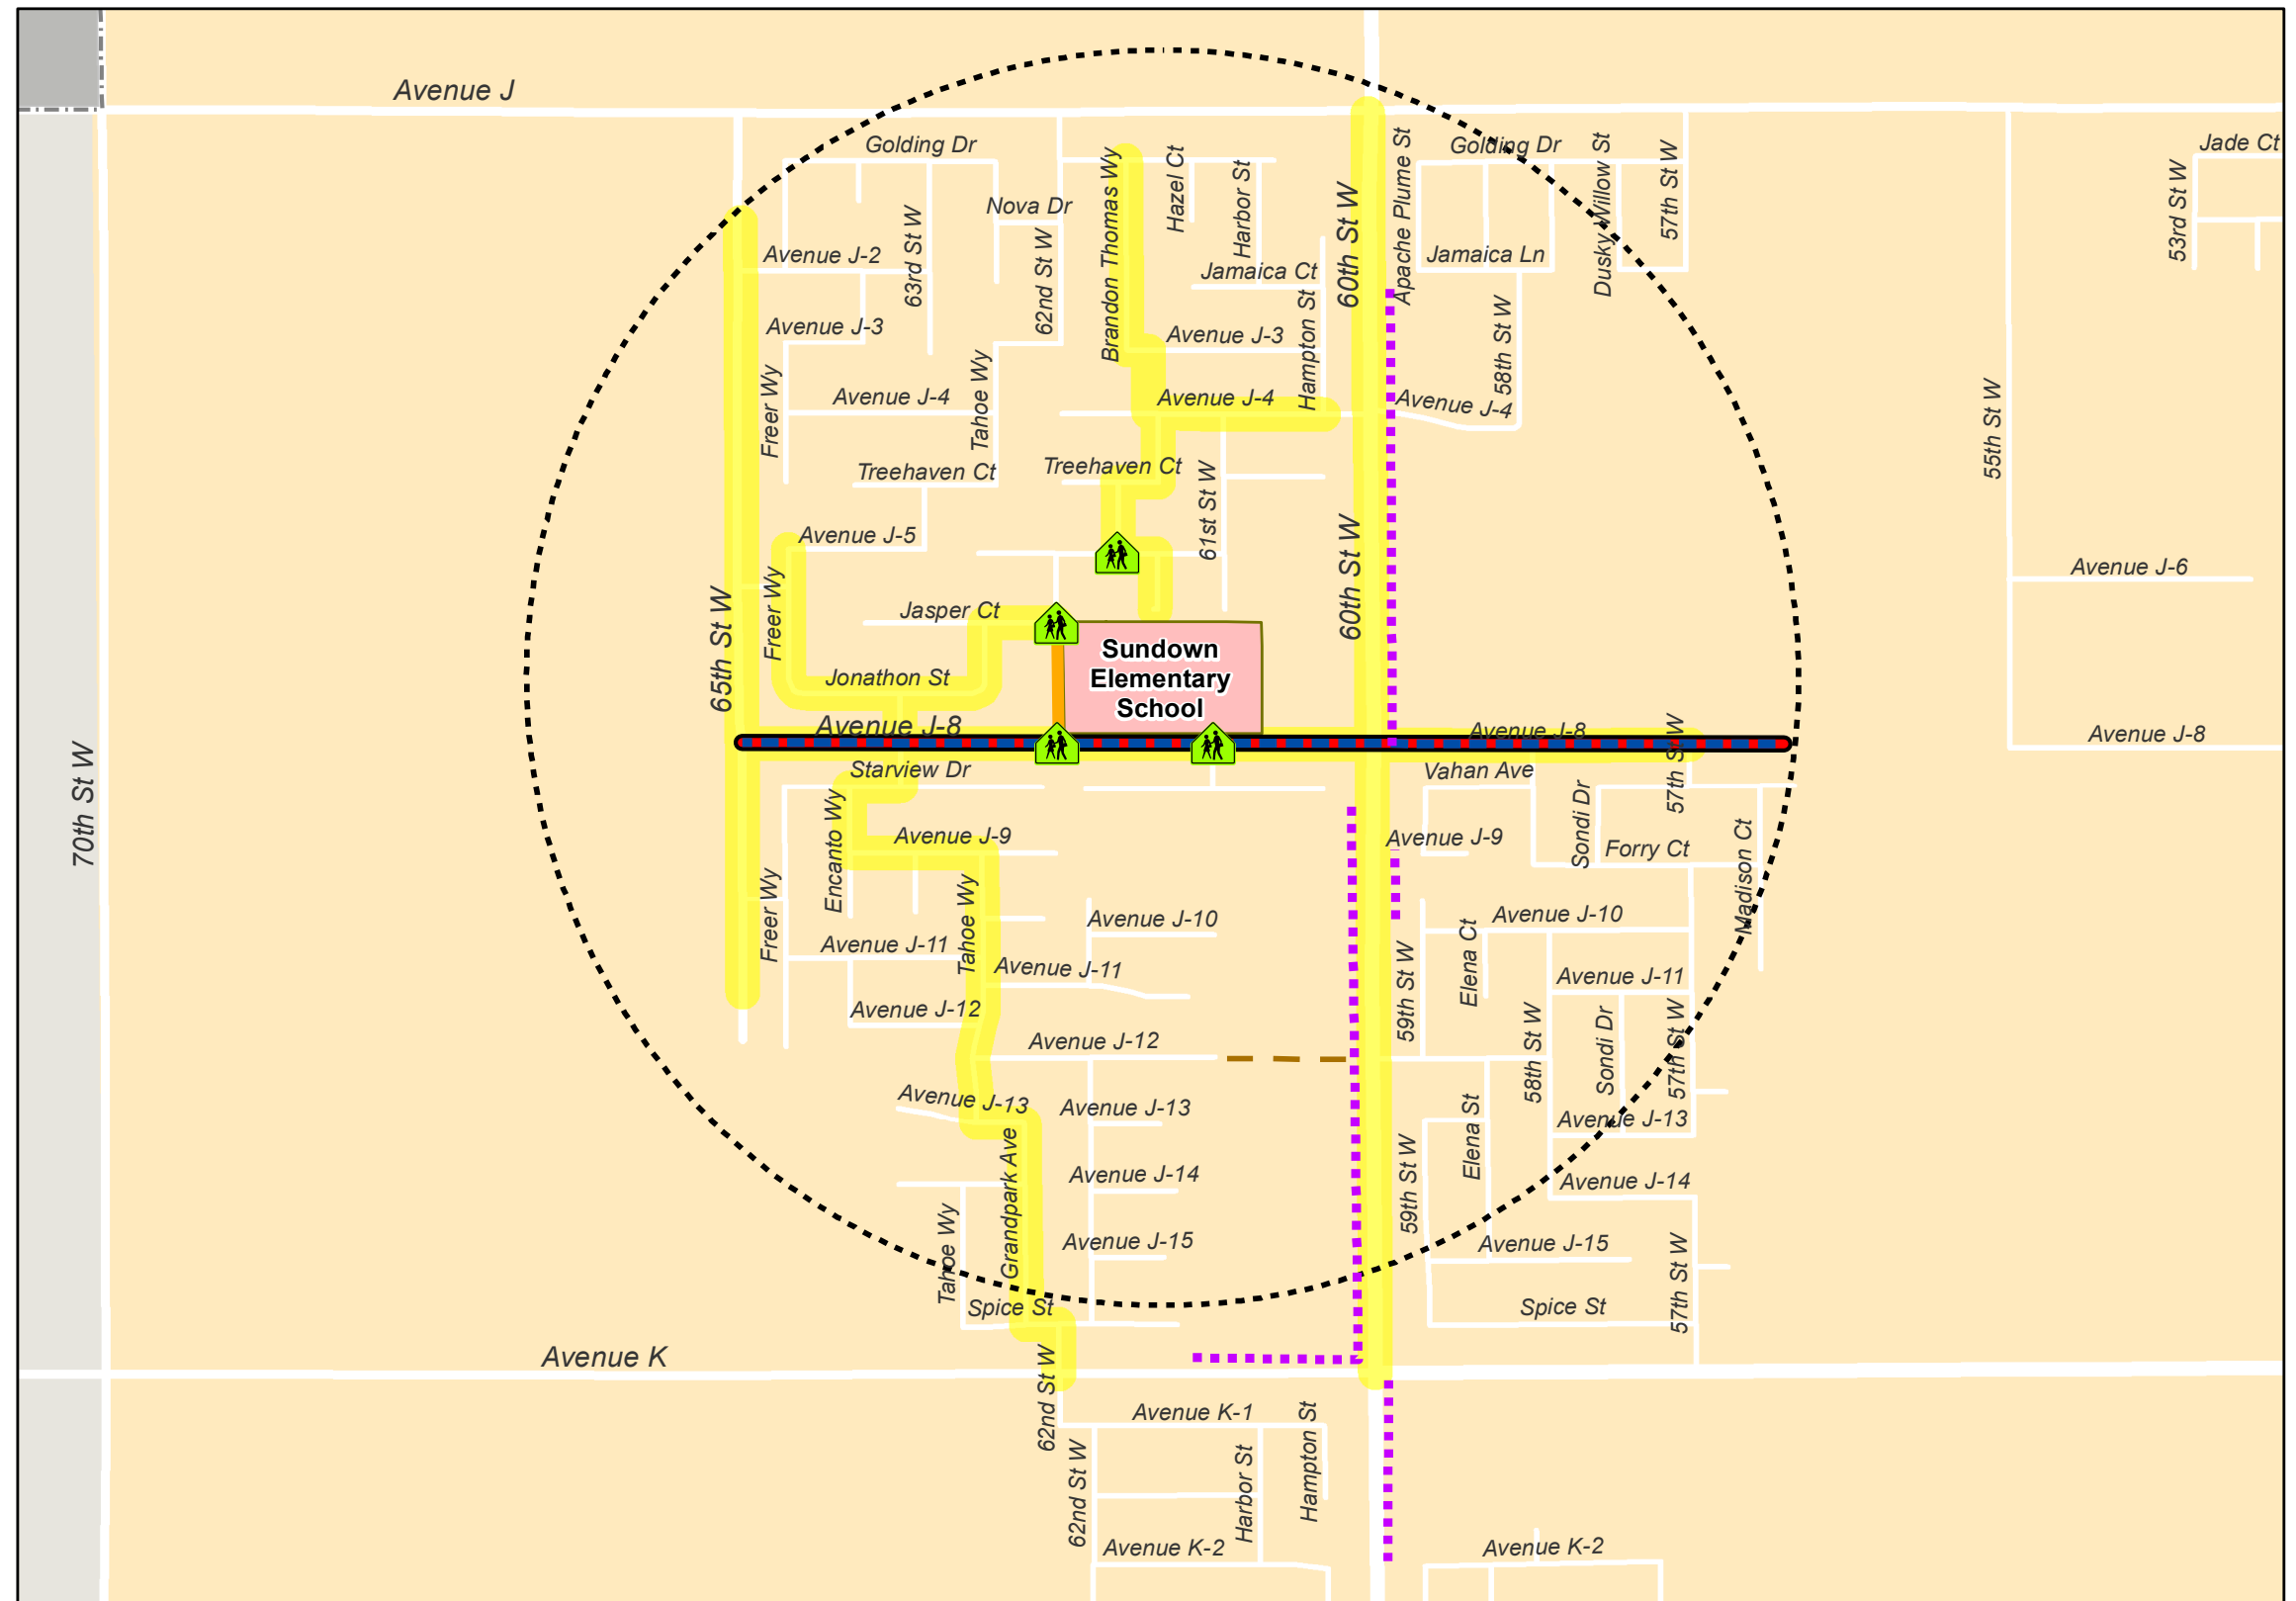 Avenue J
Golding Dr
Golding Dr
Jade Ct
Nova Dr
Brandon Thomas Wy
Hazel Ct
Harbor St
60th St W
Apache Plume St
Dusky Willow St
57th St W
53rd St W
Avenue J-2
63rd St W
62nd St W
Jamaica Ct
Jamaica Ln
Avenue J-3
Avenue J-3
Hampton St
58th St W
Freer Wy
Avenue J-4
Tahoe Wy
Avenue J-4
Avenue J-4
55th St W
Treehaven Ct
Treehaven Ct
61st St W
Avenue J-5
60th St W
Avenue J-6
65th St W
Freer Wy
Jasper Ct
Sundown
Elementary
School
Jonathon St
Avenue J-8
Avenue J-8
57th St W
Avenue J-8
70th St W
Starview Dr
Vahan Ave
Encanto Wy
Avenue J-9
Avenue J-9
Sondi Dr
Forry Ct
Madison Ct
Freer Wy
Tahoe Wy
Avenue J-10
Avenue J-10
Elena Ct
59th St W
Avenue J-11
Avenue J-11
Avenue J-11
Avenue J-12
Avenue J-12
58th St W
Sondi Dr
57th St W
Avenue J-13
Avenue J-13
Avenue J-13
Elena St
59th St W
Grandpark Ave
Avenue J-14
Avenue J-14
Tahoe Wy
Avenue J-15
Avenue J-15
57th St W
Spice St
Spice St
Avenue K
62nd St W
Avenue K-1
Hampton St
Harbor St
62nd St W
Avenue K-2
Avenue K-2